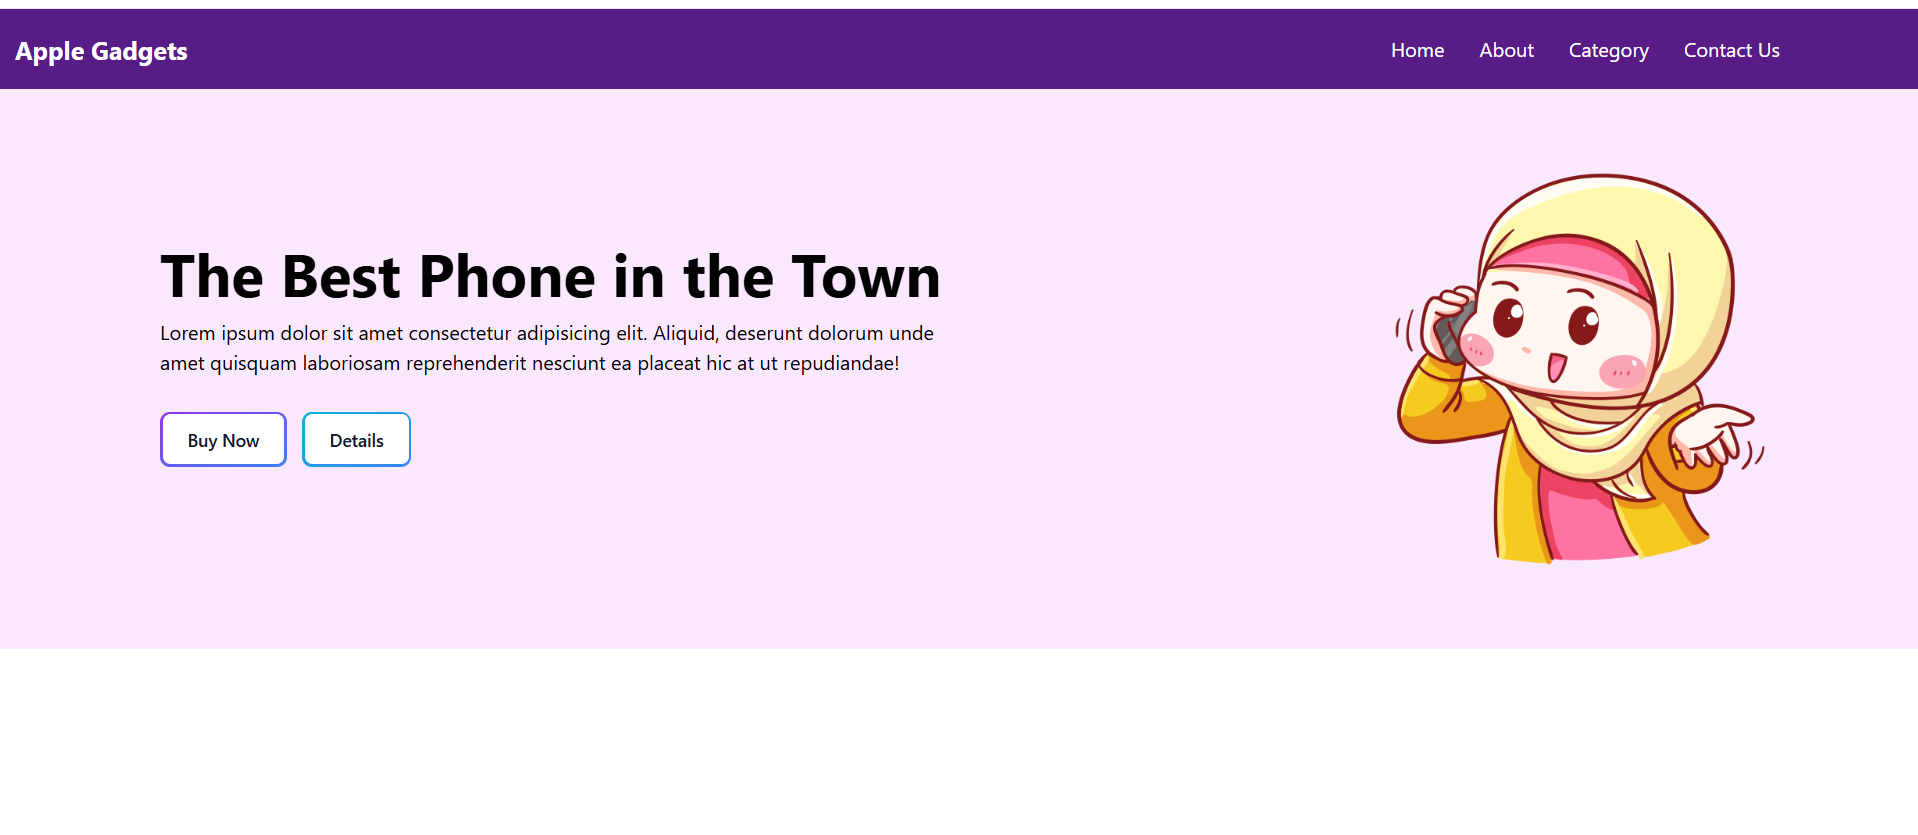 Apple Gadgets
Home About Category Contact Us
The Best Phone in the Town
Lorem ipsum dolor sit amet consectetur adipisicing elit. Aliquid, deserunt dolorum unde
amet quisquam laboriosam reprehenderit nesciunt ea placeat hic at ut repudiandae!
Buy Now Details